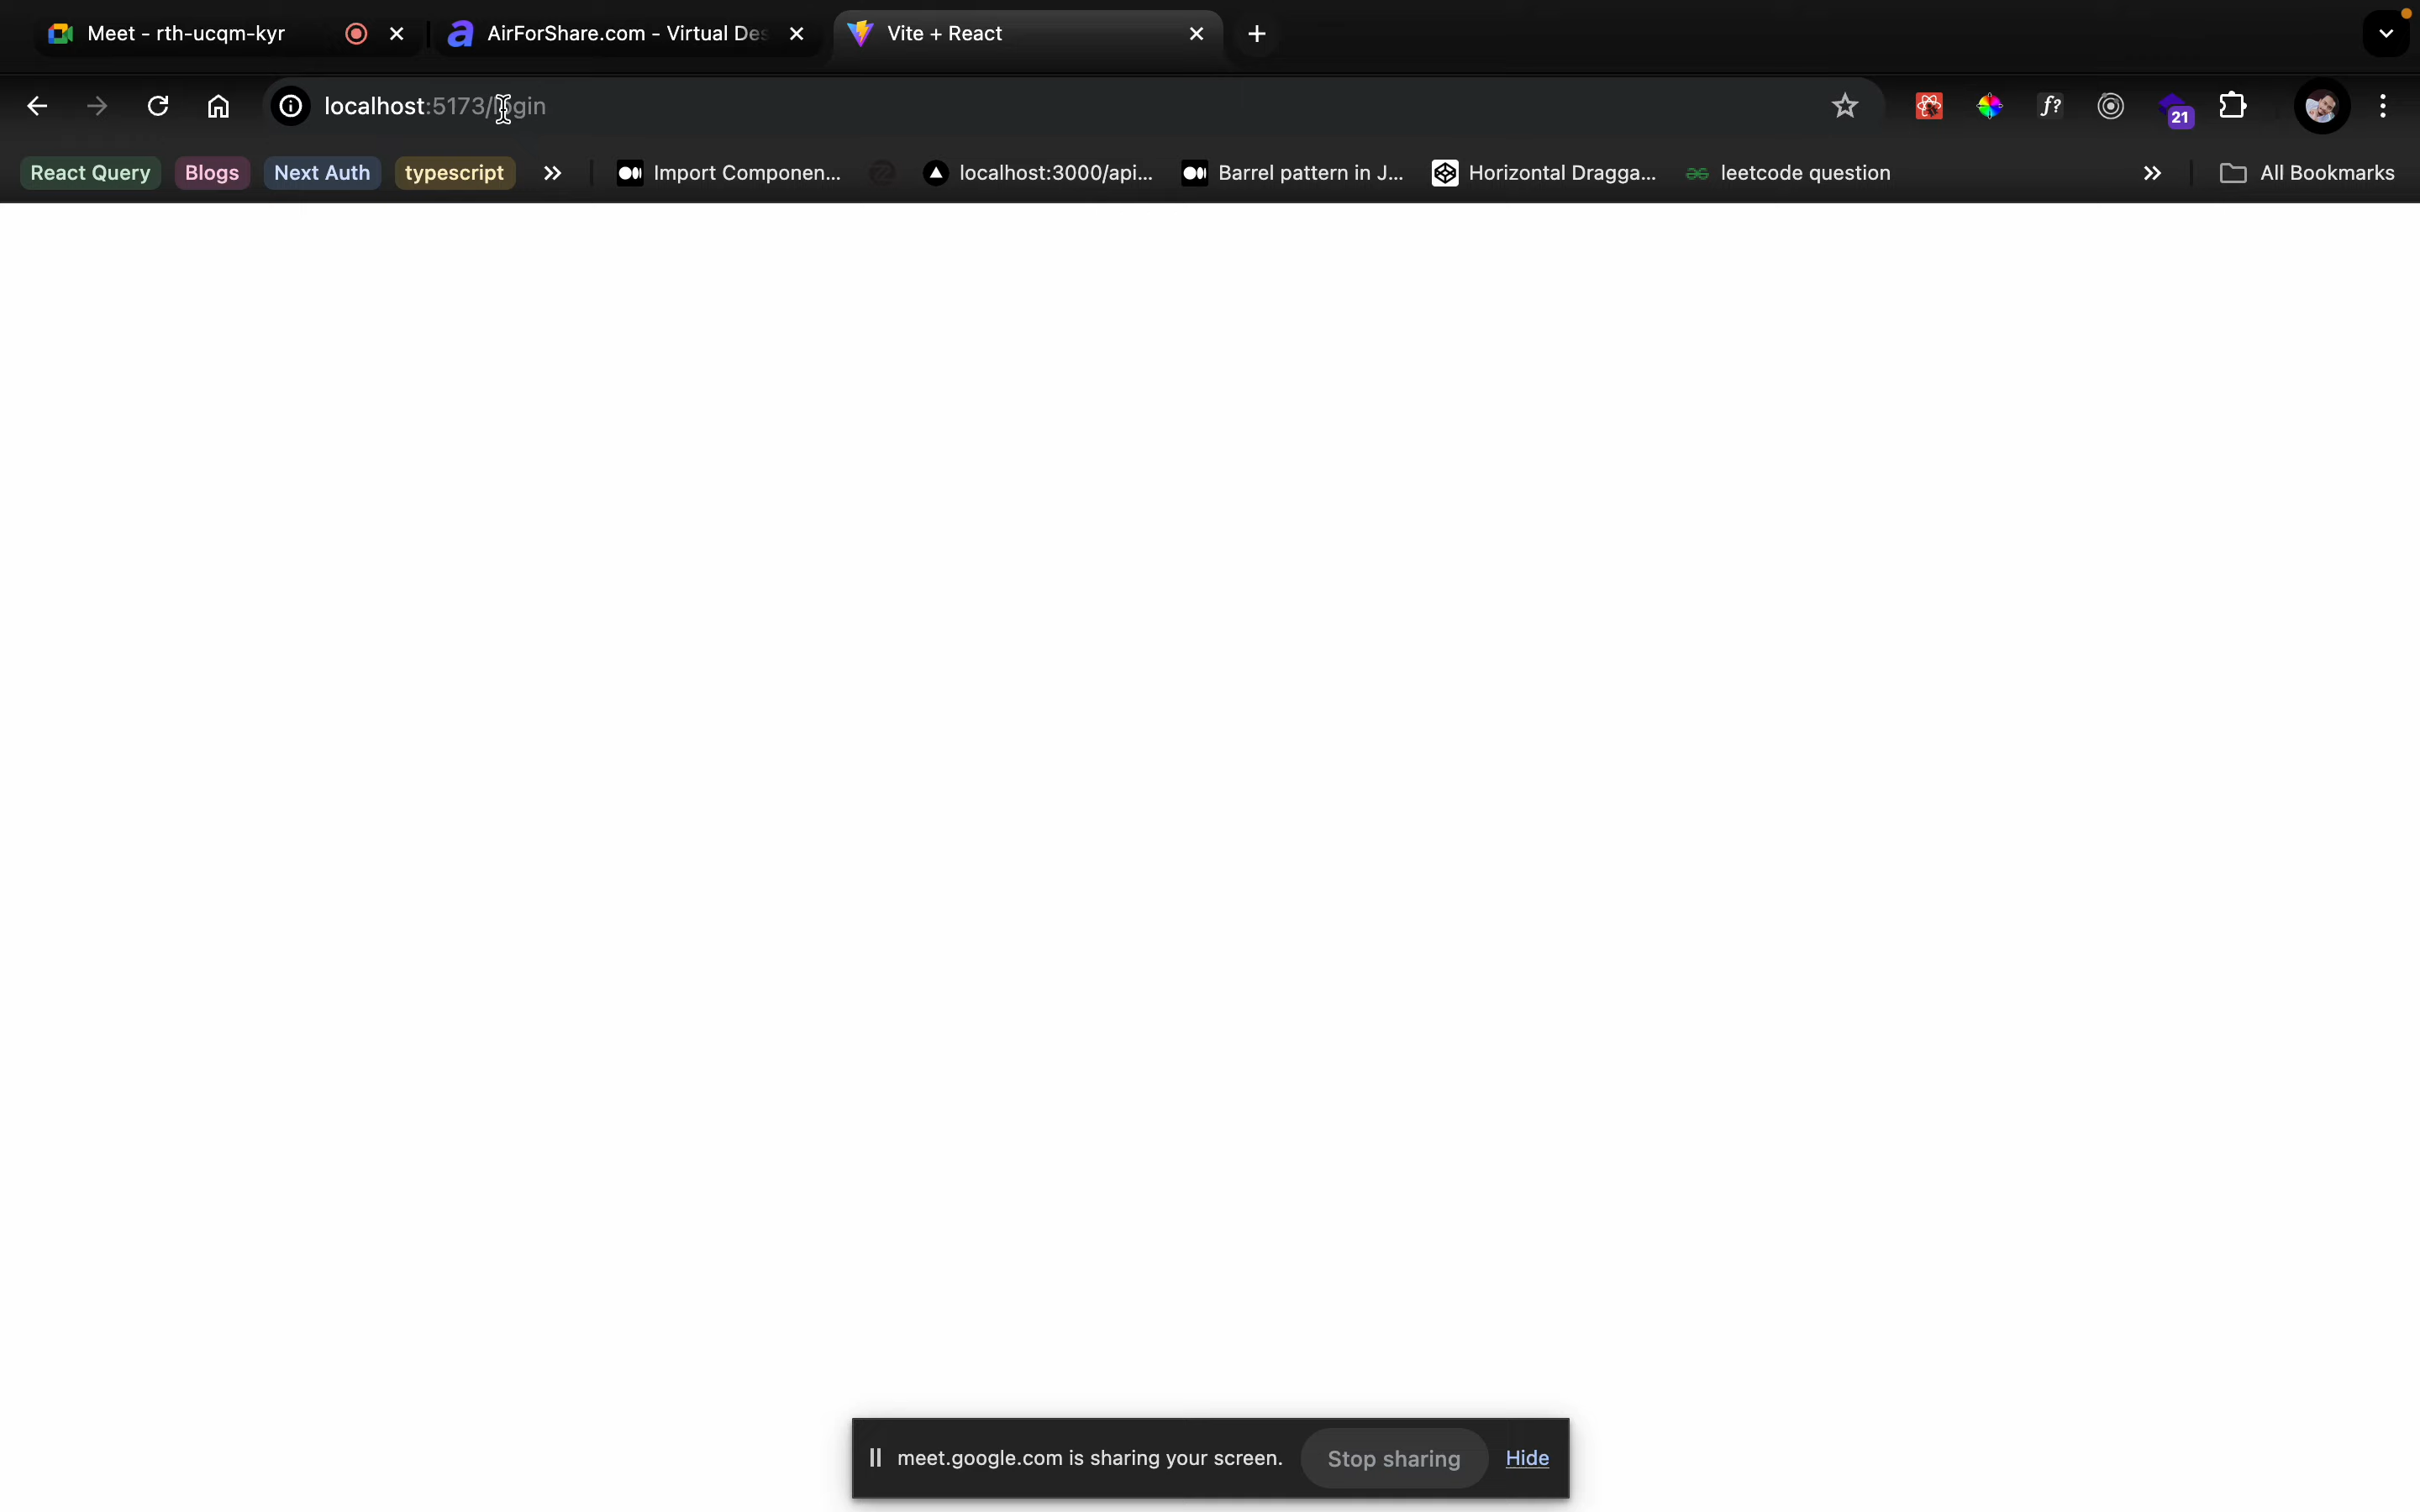 Meet - rth-ucqm-kyr
AirForShare.com - Virtual Des
Vite + React
localhost:5173/login
21
React Query
Blogs
Next Auth
typescript
Import Componen...
localhost:3000/api...
Barrel pattern in J...
Horizontal Dragga...
leetcode question
All Bookmarks
meet.google.com is sharing your screen.
Stop sharing
Hide